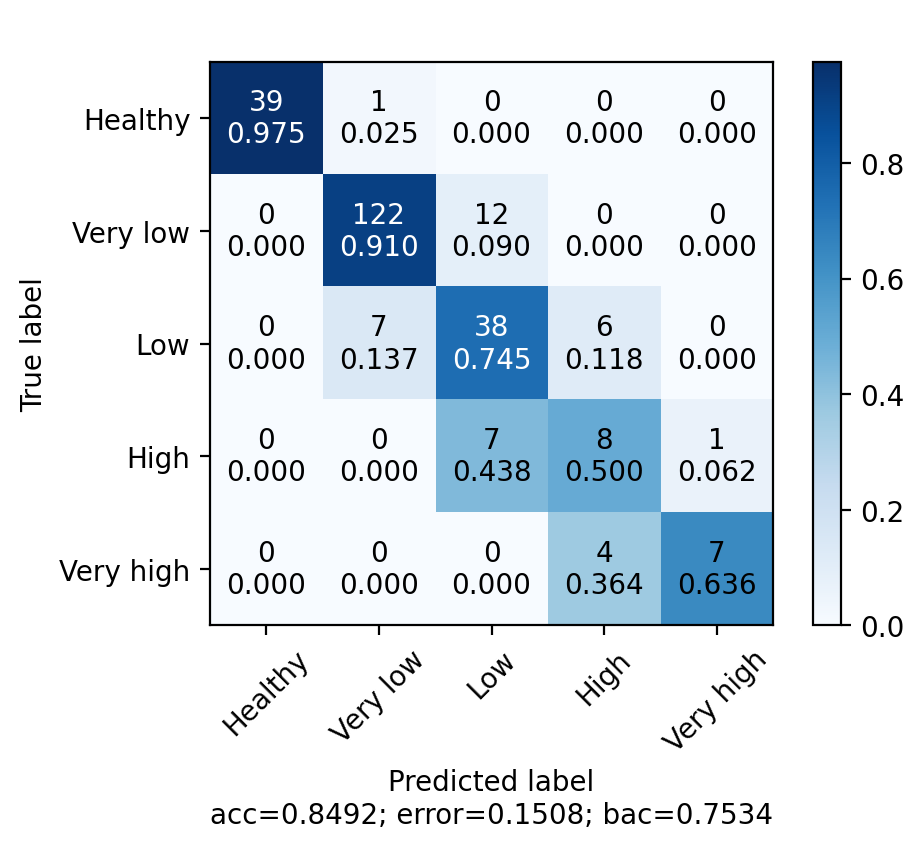 Healthy
39 1 0 0 0
0.975 0.025 0.000 0.000 0.000
Very low
0 122 12 0 0
0.000 0.910 0.090 0.000 0.000
Low
0 7 38 6 0
0.000 0.137 0.745 0.118 0.000
High
0 0 7 8 1
0.000 0.000 0.438 0.500 0.062
Very high
0 0 0 4 7
0.000 0.000 0.000 0.364 0.636
True label
Healthy Very low Low High Very high
Predicted label
acc=0.8492; error=0.1508; bac=0.7534
0.8
0.6
0.4
0.2
0.0